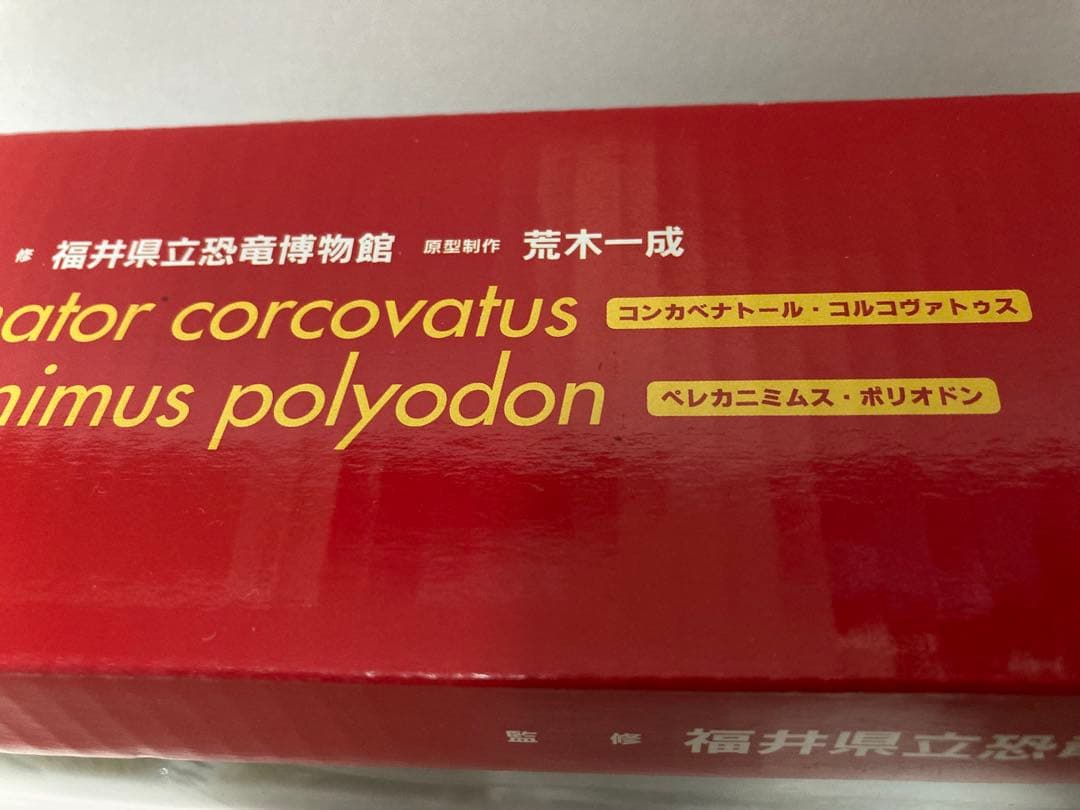 修 福井県立恐竜博物館 原型制作 荒木一成
ator corcovatus コンカベナトール・コルコヴァトゥス
nimus polyodon ペレカニミムス・ポリオドン
監 修 福井県立恐